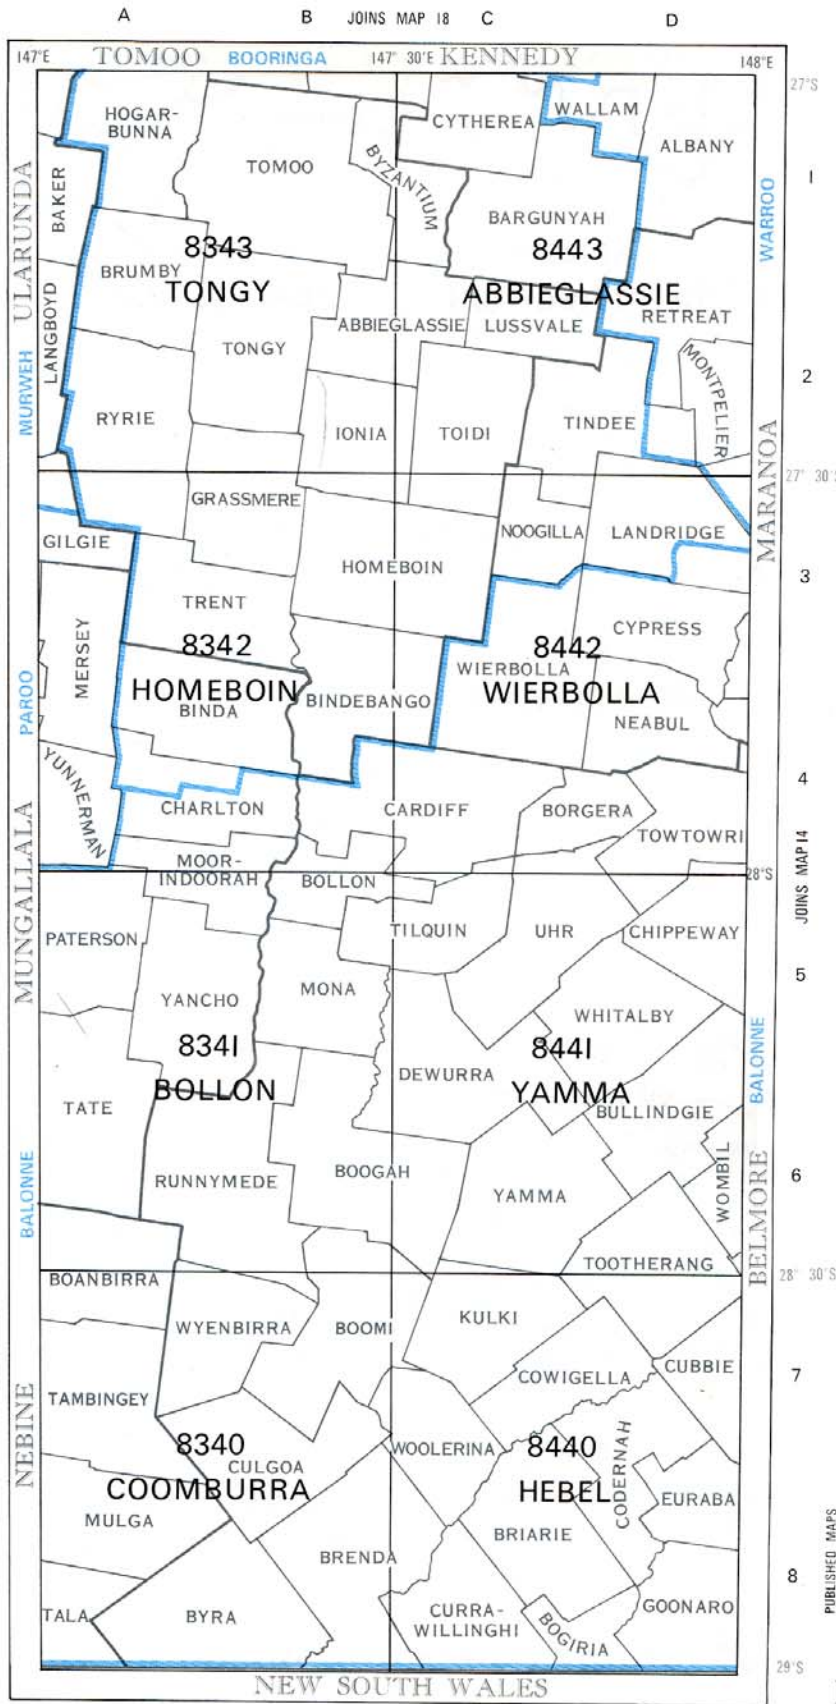 A B JOINS MAP 18 C D
147°E TOMOO BOORINGA 147° 30'E KENNEDY 148°E
27°S
HOGAR-
BUNNA
CYTHEREA
WALLAM
ALBANY
TOMOO
BYZANTIUM
BAKER
ULARUNDA
1
WARROO
BARGUNYAH
8343
8443
BRUMBY
TONGY
ABBIEGLASSIE
LANGBOYD
ABBIEGLASSIE
LUSSVALE
RETREAT
TONGY
MONTPELIER
MURWEH
2
RYRIE
IONIA
TOIDI
TINDEE
MARANOA
27° 30'S
GRASSMERE
NOOGILLA
LANDRIDGE
GILGIE
HOMEBOIN
3
TRENT
CYPRESS
MERSEY
8342
8442
WIERBOLLA
HOMEBOIN
WIERBOLLA
BINDA
BINDEBANGO
NEABUL
PAROO
YUNNERMAN
4
CHARLTON
CARDIFF
BORGERA
TOWTOWRI
MUNGALLALA
JOINS MAP 14
MOOR-
INDOORAH
BOLLON
28°S
PATERSON
TILQUIN
UHR
CHIPPEWAY
5
YANCHO
MONA
WHITALBY
8341
8441
DEWURRA
BALONNE
BOLLON
YAMMA
TATE
BULLINDGIE
WOMBIL
BALONNE
RUNNYMEDE
BOOGAH
YAMMA
6
BELMORE
TOOTHERANG
BOANBIRRA
28° 30'S
WYENBIRRA
BOOMI
KULKI
CUBBIE
7
TAMBINGEY
COWIGELLA
NEBINE
8340
CULGOA
WOOLERINA
8440
CODERNAH
COOMBURRA
HEBEL
EURABA
MULGA
BRIARIE
PUBLISHED MAPS
BRENDA
8
TALA
BYRA
CURRA-
WILLINGHI
BOGIRIA
GOONARO
29°S
NEW SOUTH WALES